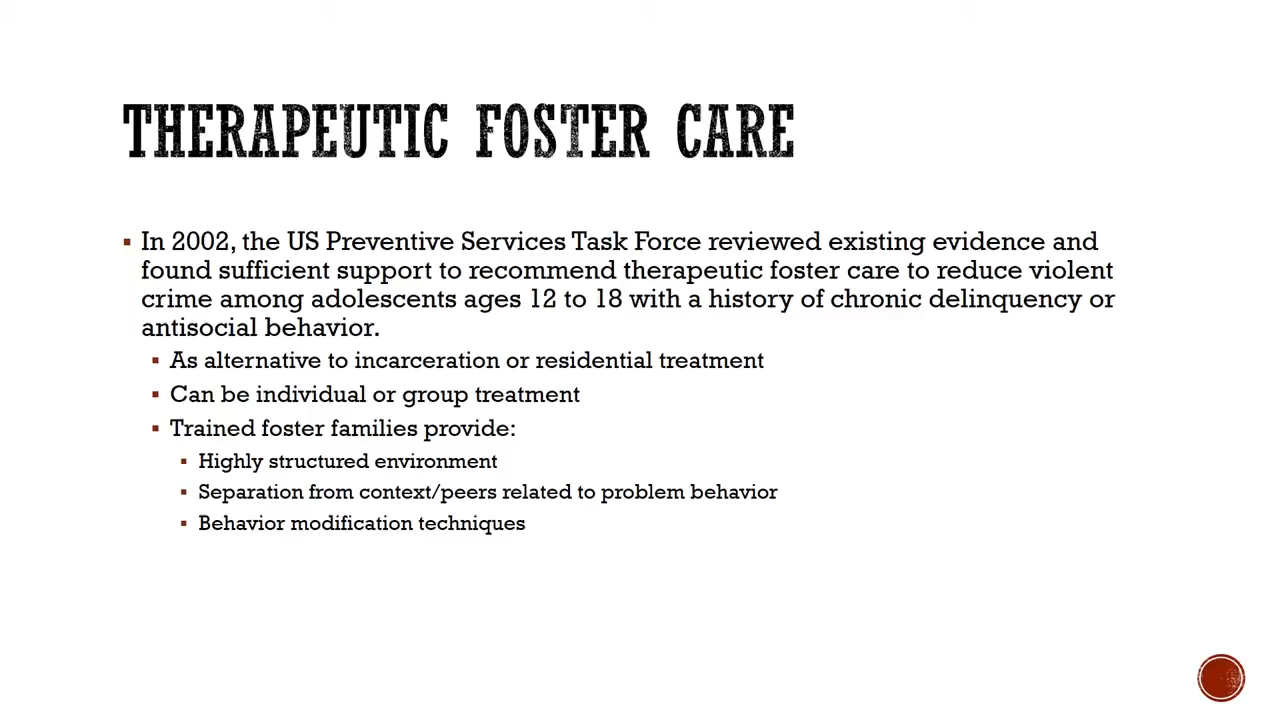 THERAPEUTIC FOSTER CARE
▪ In 2002, the US Preventive Services Task Force reviewed existing evidence and
found sufficient support to recommend therapeutic foster care to reduce violent
crime among adolescents ages 12 to 18 with a history of chronic delinquency or
antisocial behavior.
▪ As alternative to incarceration or residential treatment
▪ Can be individual or group treatment
▪ Trained foster families provide:
▪ Highly structured environment
▪ Separation from context/peers related to problem behavior
▪ Behavior modification techniques